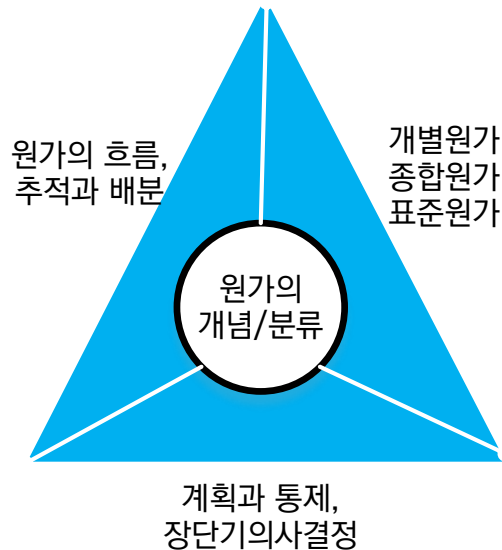 원가의 흐름,
추적과 배분
개별원가
종합원가
표준원가
원가의
개념/분류
계획과 통제,
장단기의사결정